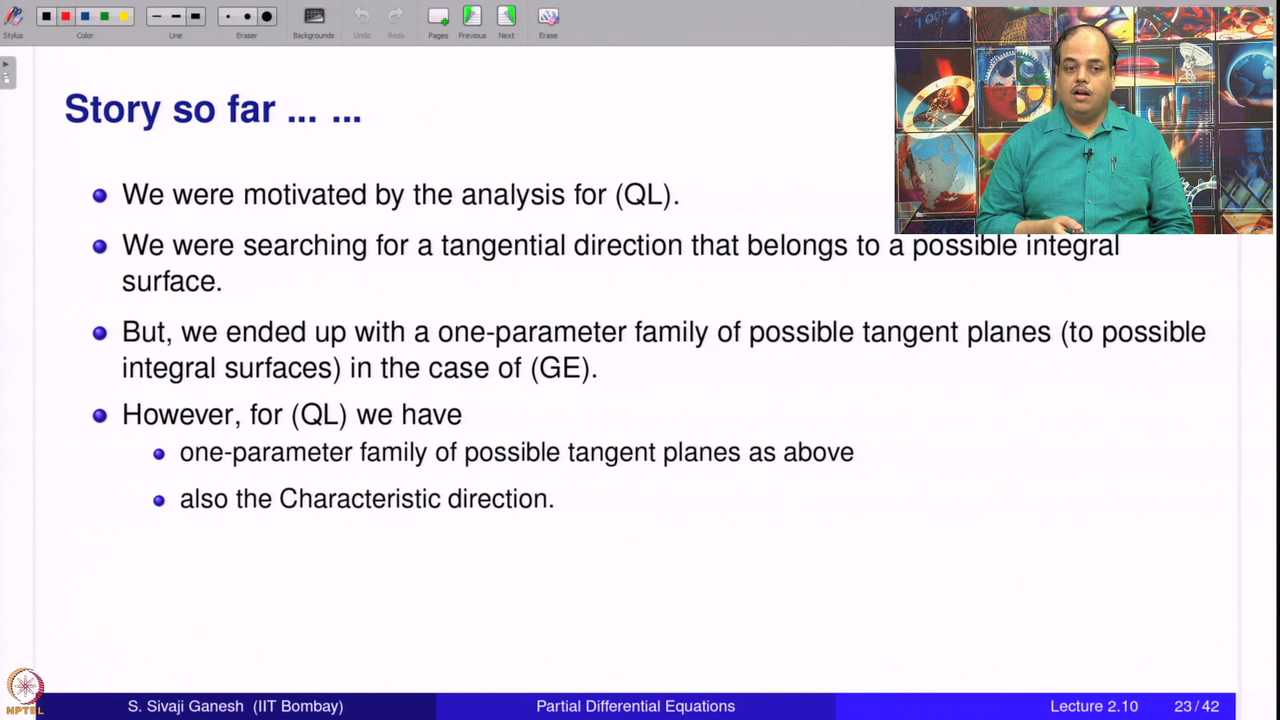 Stylus
Color
Line
Eraser
Backgrounds
Undo
Redo
Pages
Previous
Next
Erase
Story so far ... ...
We were motivated by the analysis for (QL).
We were searching for a tangential direction that belongs to a possible integral
surface.
But, we ended up with a one-parameter family of possible tangent planes (to possible
integral surfaces) in the case of (GE).
However, for (QL) we have
one-parameter family of possible tangent planes as above
also the Characteristic direction.
S. Sivaji Ganesh (IIT Bombay)
Partial Differential Equations
Lecture 2.10
23 / 42
NPTEL